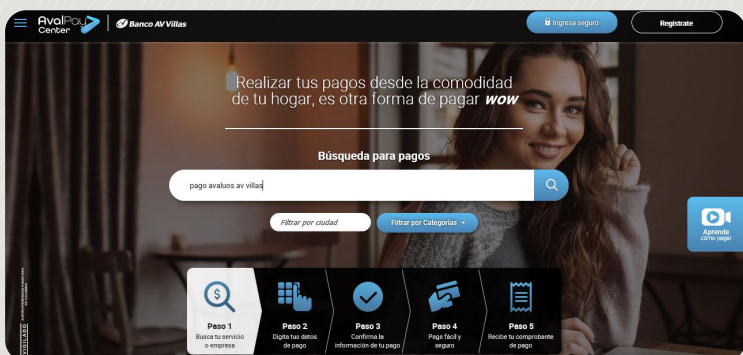 AvalPay
Center
Banco AV Villas
Ingresa seguro
Regístrate
Realizar tus pagos desde la comodidad
de tu hogar, es otra forma de pagar wow
Búsqueda para pagos
pago avaluos av villas
Filtrar por ciudad
Filtrar por Categorías
Aprende
cómo pagar
Paso 1
Busca tu servicio
o empresa
Paso 2
Digita tus datos
de pago
Paso 3
Confirma la
información de tu pago
Paso 4
Paga fácil y
seguro
Paso 5
Recibe tu comprobante
de pago
VIGILADO